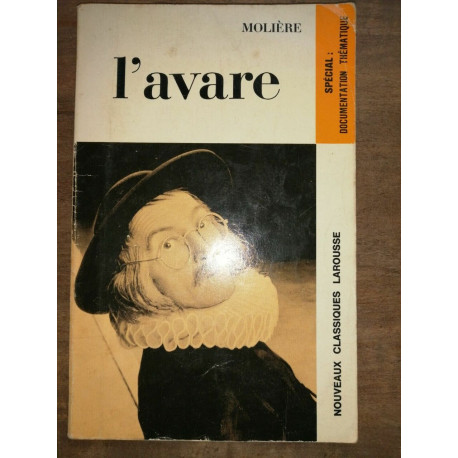 MOLIÈRE
l'avare
SPÉCIAL :
DOCUMENTATION THÉMATIQUE
NOUVEAUX CLASSIQUES LAROUSSE